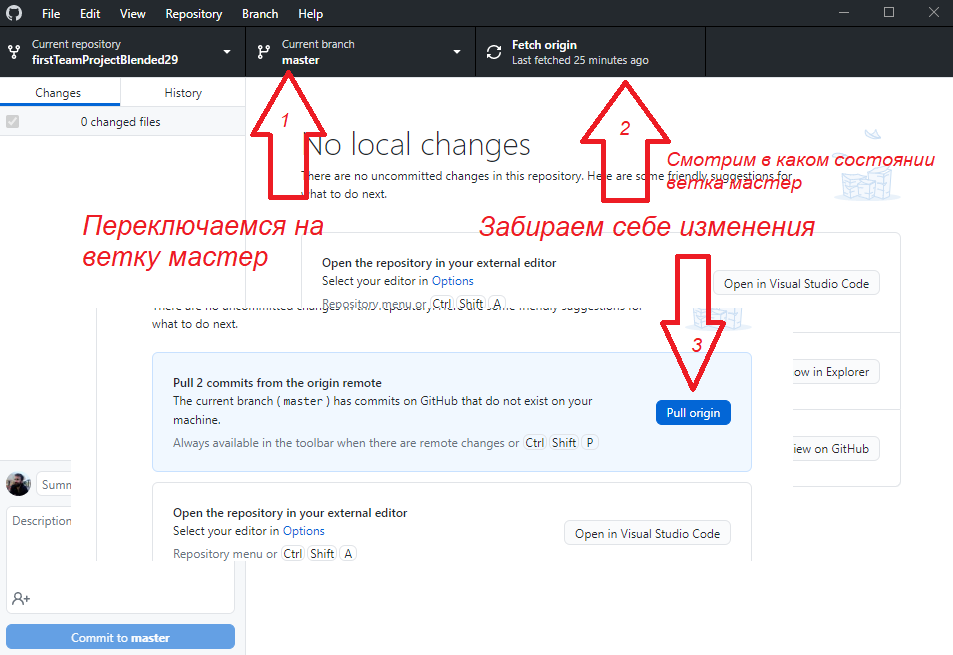 File Edit View Repository Branch Help
Current repository
firstTeamProjectBlended29
Current branch
master
Fetch origin
Last fetched 25 minutes ago
Changes History
0 changed files
1
2
No local changes
Смотрим в каком состоянии
ветка мастер
There are no uncommitted changes in this repository. Here are some friendly suggestions for
what to do next.
Переключаемся на
ветку мастер
Забираем себе изменения
Open the repository in your external editor
Select your editor in Options
Repository menu or Ctrl Shift A
Open in Visual Studio Code
There are no uncommitted changes in this repository. Here are some friendly suggestions for
what to do next.
3
Pull 2 commits from the origin remote
The current branch (master) has commits on GitHub that do not exist on your
machine.
Always available in the toolbar when there are remote changes or Ctrl Shift P
Pull origin
ow in Explorer
iew on GitHub
Open the repository in your external editor
Select your editor in Options
Repository menu or Ctrl Shift A
Open in Visual Studio Code
Summ
Description
Commit to master